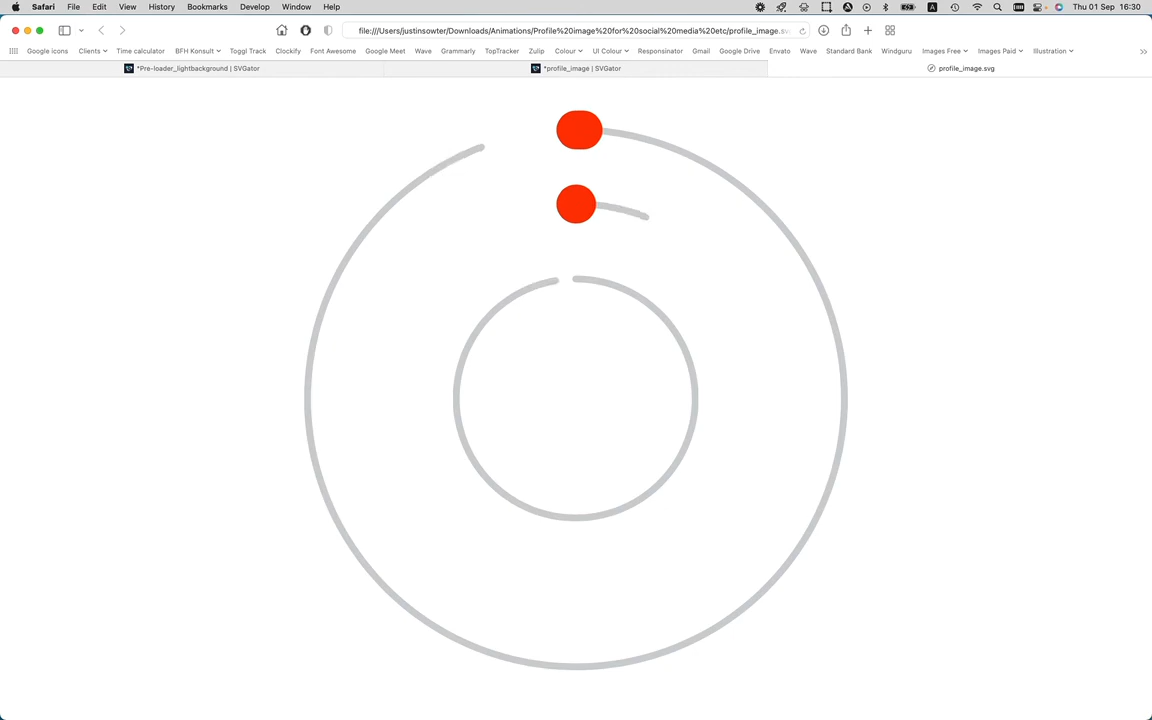 Safari File Edit View History Bookmarks Develop Window Help A Thu 01 Sep 16:30
file:///Users/justinsowter/Downloads/Animations/Profile%20image%20for%20social%20media%20etc/profile_image.sv
Google icons Clients Time calculator BFH Konsult Toggl Track Clockify Font Awesome Google Meet Wave Grammarly TopTracker Zulip Colour UI Colour Responsinator Gmail Google Drive Envato Wave Standard Bank Windguru Images Free Images Paid Illustration
*Pre-loader_lightbackground | SVGator *profile_image | SVGator profile_image.svg